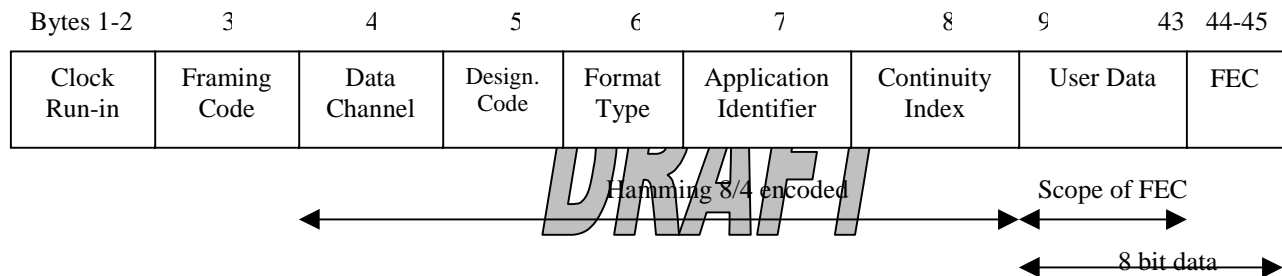 Bytes 1-2 3 4 5 6 7 8 9 43 44-45
Clock Run-in Framing Code Data Channel Design. Code Format Type Application Identifier Continuity Index User Data FEC
DRAFT
Hamming 8/4 encoded Scope of FEC
8 bit data